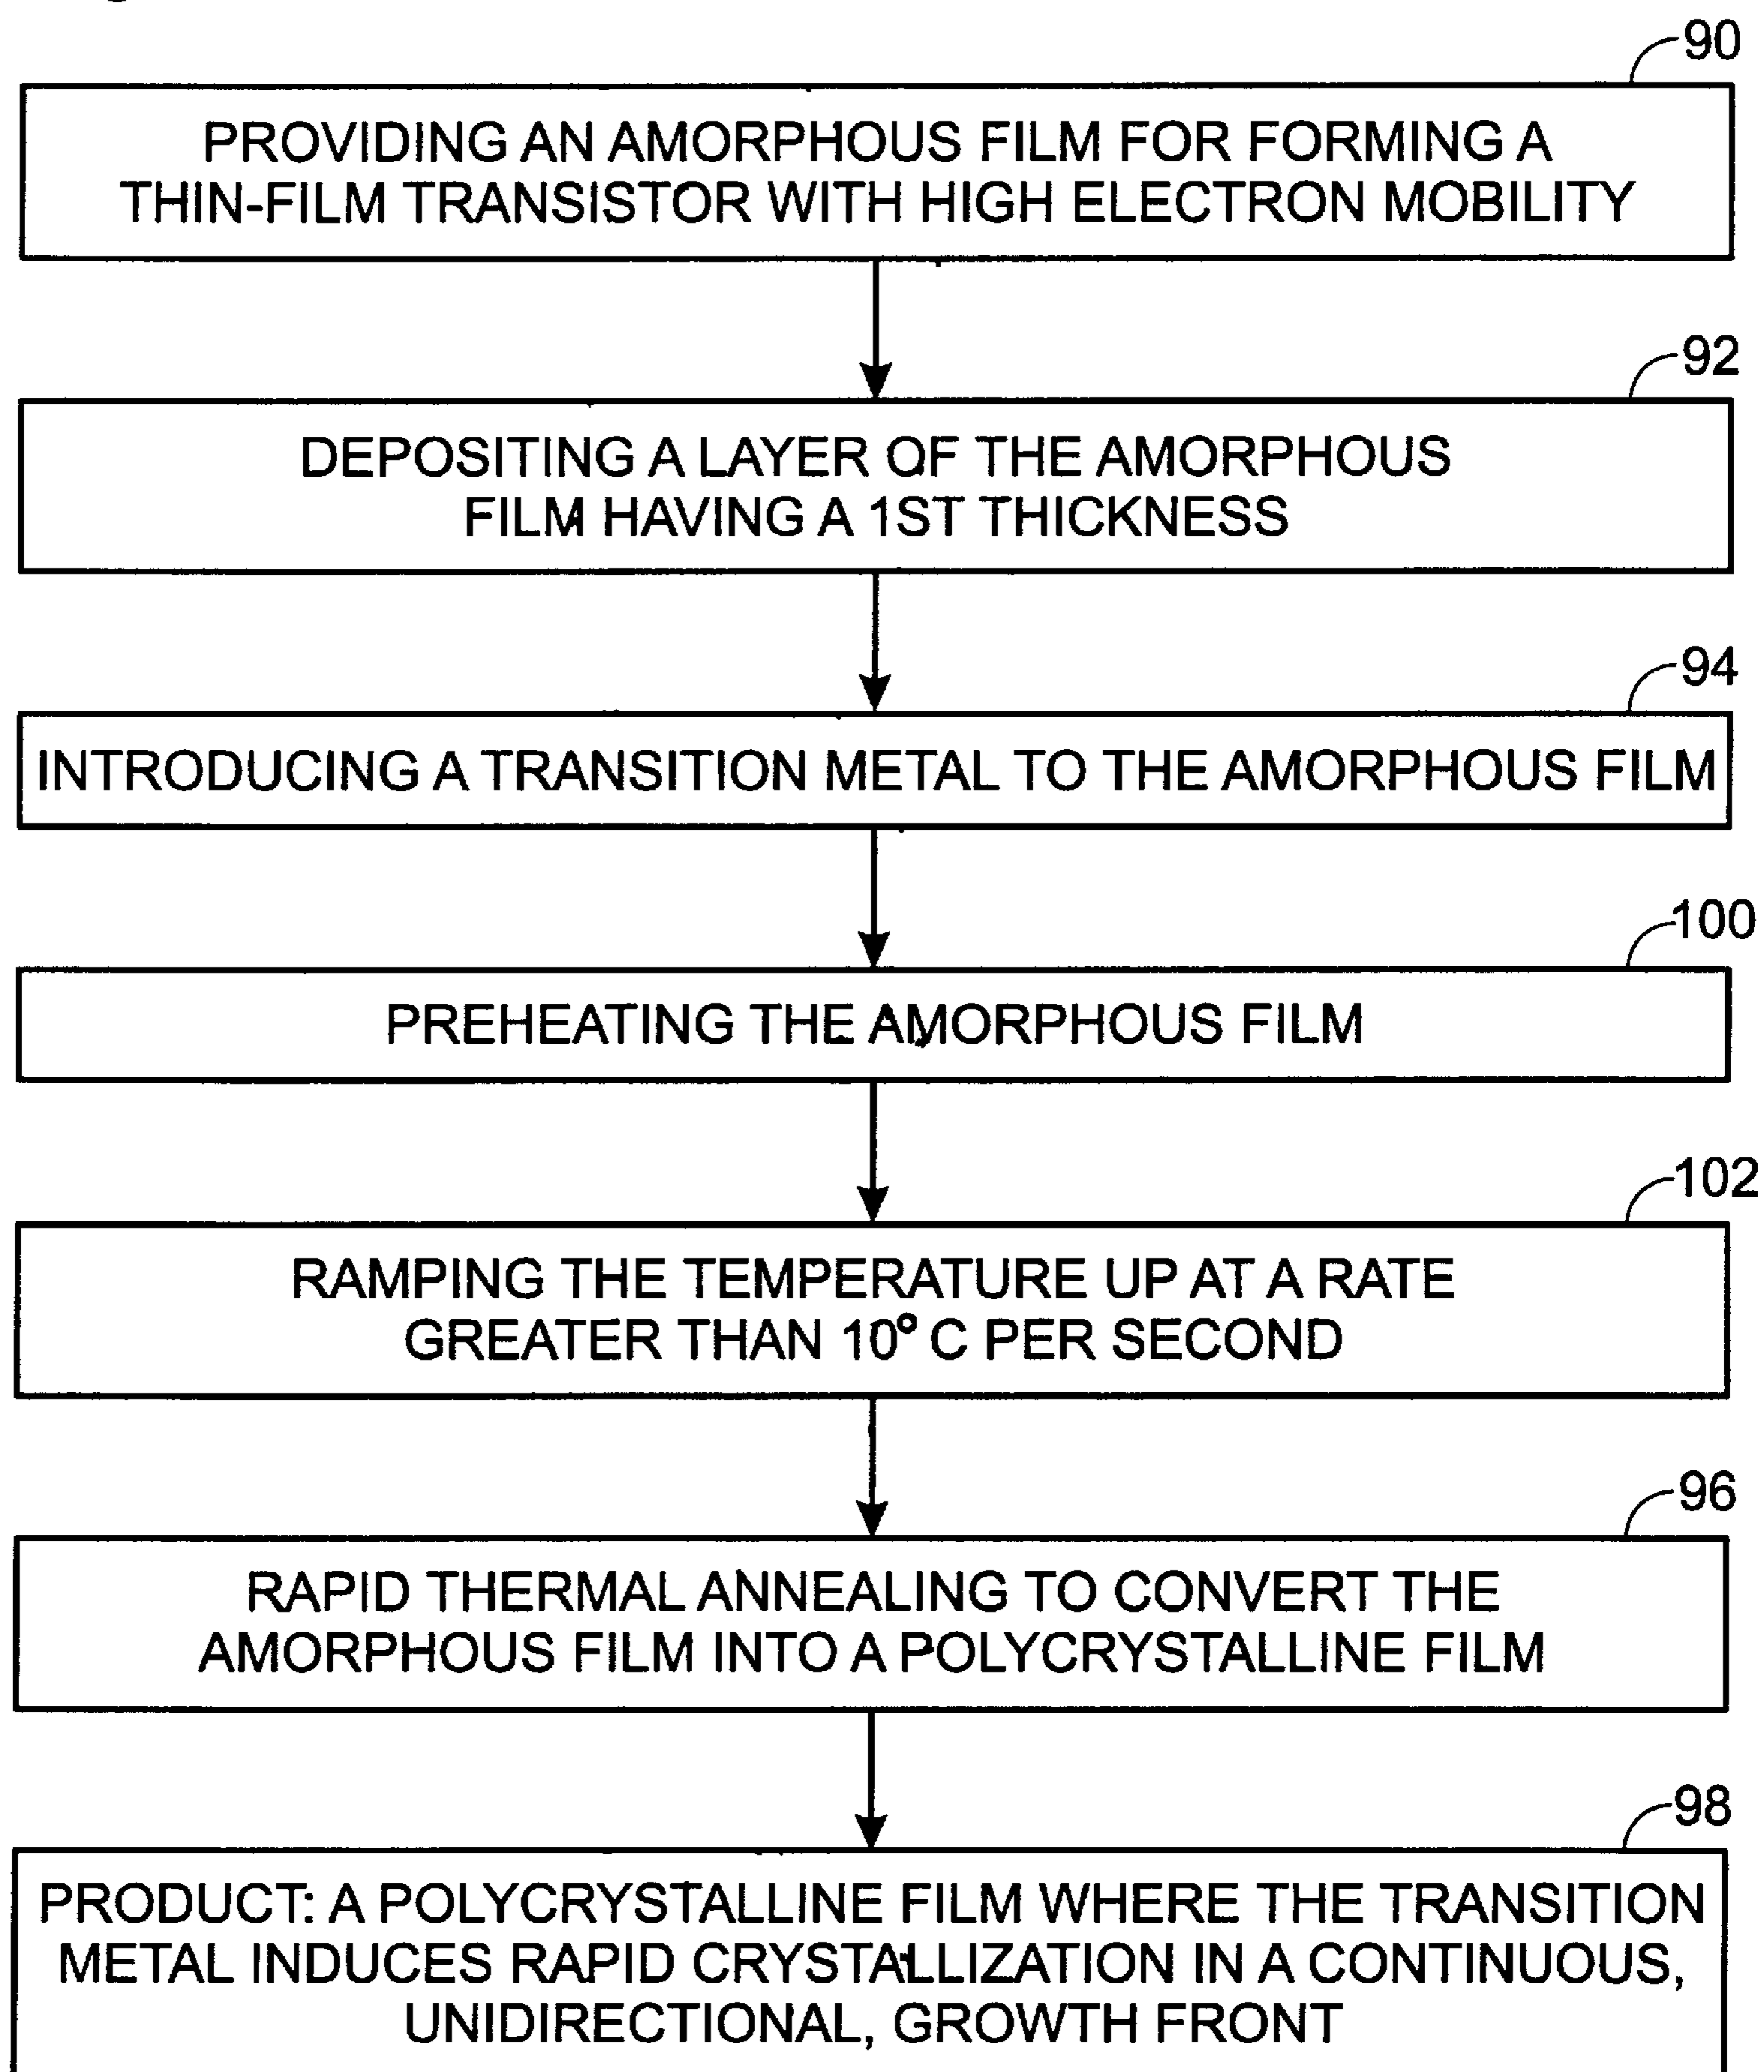 90
PROVIDING AN AMORPHOUS FILM FOR FORMING A
THIN-FILM TRANSISTOR WITH HIGH ELECTRON MOBILITY
92
DEPOSITING A LAYER OF THE AMORPHOUS
FILM HAVING A 1ST THICKNESS
94
INTRODUCING A TRANSITION METAL TO THE AMORPHOUS FILM
100
PREHEATING THE AMORPHOUS FILM
102
RAMPING THE TEMPERATURE UP AT A RATE
GREATER THAN 10° C PER SECOND
96
RAPID THERMAL ANNEALING TO CONVERT THE
AMORPHOUS FILM INTO A POLYCRYSTALLINE FILM
98
PRODUCT: A POLYCRYSTALLINE FILM WHERE THE TRANSITION
METAL INDUCES RAPID CRYSTALLIZATION IN A CONTINUOUS,
UNIDIRECTIONAL, GROWTH FRONT